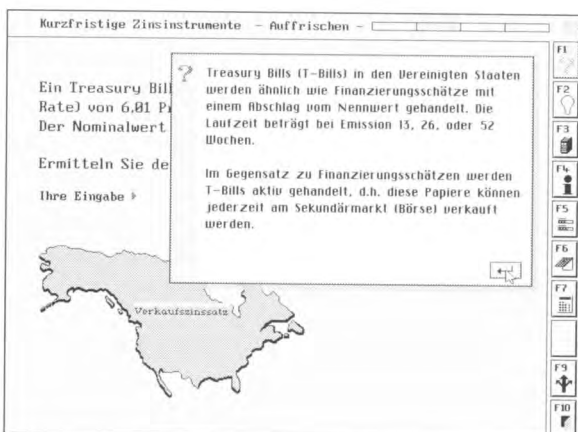 Kurzfristige Zinsinstrumente – Auffrischen –
Ein Treasury Bil
Rate) von 6,01 P
Der Nominalwert
Ermitteln Sie de
Ihre Eingabe
? Treasury Bills (T-Bills) in den Vereinigten Staaten
werden ähnlich wie Finanzierungsschätze mit
einem Abschlag vom Nennwert gehandelt. Die
Laufzeit beträgt bei Emission 13, 26, oder 52
Wochen.
Im Gegensatz zu Finanzierungsschätzen werden
T-Bills aktiv gehandelt, d.h. diese Papiere können
jederzeit am Sekundärmarkt (Börse) verkauft
werden.
Verkaufszinssatz
F1
F2
F3
F4
F5
F6
F7
F9
F10